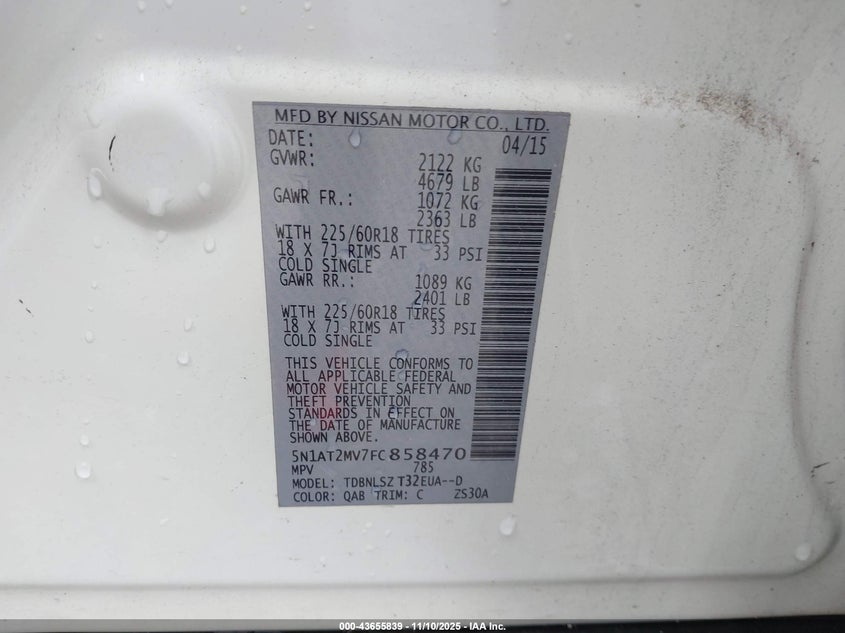 MFD BY NISSAN MOTOR CO., LTD.
DATE: 04/15
GVWR: 2122 KG
4679 LB
GAWR FR.: 1072 KG
2363 LB
WITH 225/60R18 TIRES
18 X 7J RIMS AT 33 PSI
COLD SINGLE
GAWR RR.: 1089 KG
2401 LB
WITH 225/60R18 TIRES
18 X 7J RIMS AT 33 PSI
COLD SINGLE
THIS VEHICLE CONFORMS TO
ALL APPLICABLE FEDERAL
MOTOR VEHICLE SAFETY AND
THEFT PREVENTION
STANDARDS IN EFFECT ON
THE DATE OF MANUFACTURE
SHOWN ABOVE.
5N1AT2MV7FC858470
MPV 785
MODEL: TDBNLSZ T32EUA--D
COLOR: QAB TRIM: C ZS30A
000-43655839 - 11/10/2025 - IAA Inc.